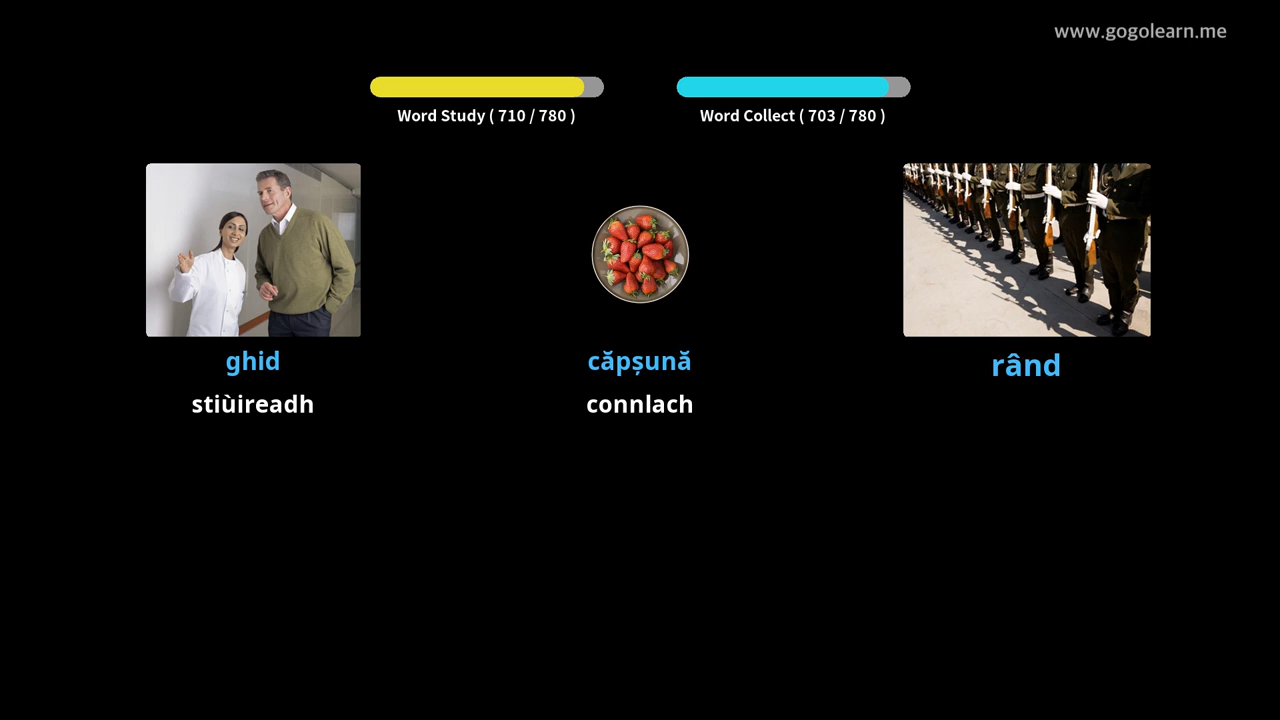 www.gogolearn.me
Word Study ( 710 / 780 )
Word Collect ( 703 / 780 )
ghid
căpșună
rând
stiùireadh
connlach